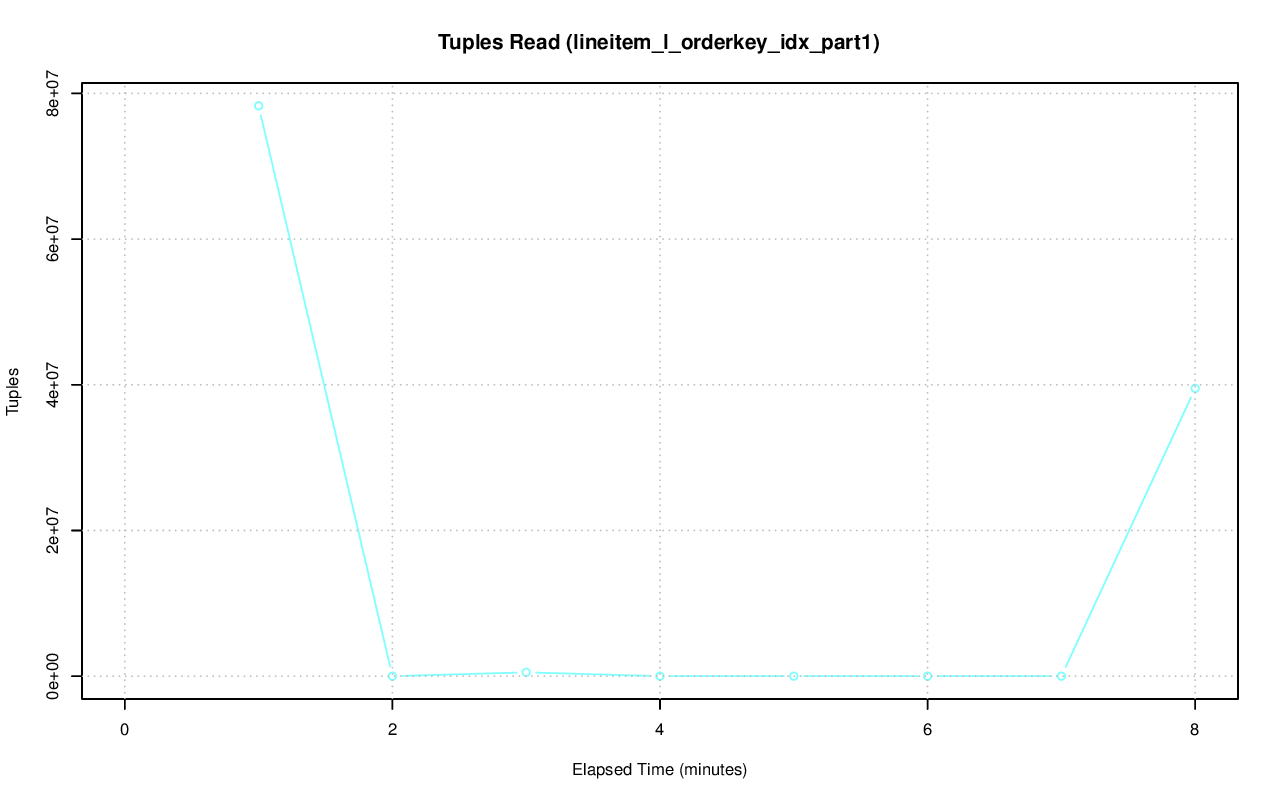 Tuples Read (lineitem_l_orderkey_idx_part1)
8e+07
6e+07
4e+07
2e+07
0e+00
Tuples
0 2 4 6 8
Elapsed Time (minutes)